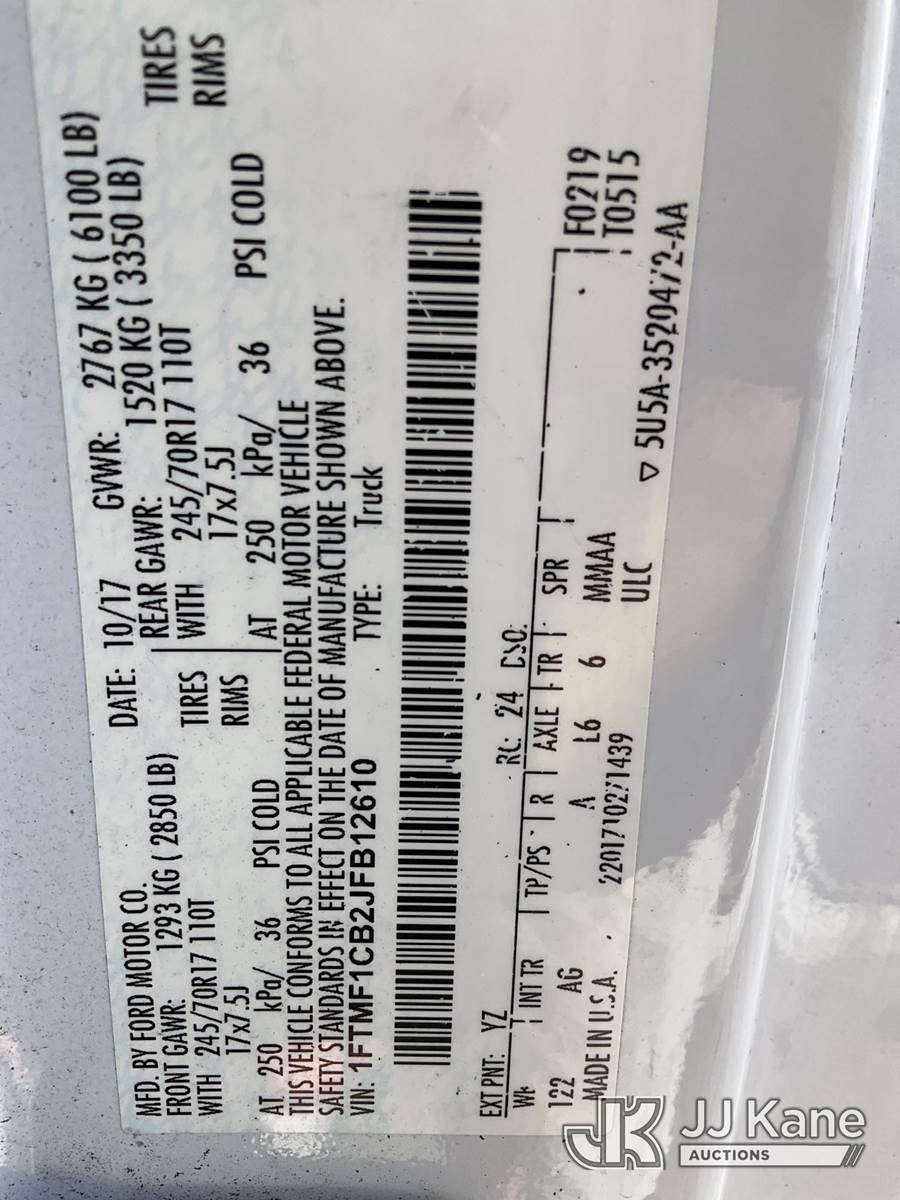 MFD. BY FORD MOTOR CO. DATE: 10/17 GVWR: 2767 KG ( 6100 LB)
FRONT GAWR: 1293 KG ( 2850 LB) REAR GAWR: 1520 KG ( 3350 LB)
WITH 245/70R17 110T TIRES WITH 245/70R17 110T TIRES
17x7.5J RIMS 17x7.5J RIMS
AT 250 kPa/ 36 PSI COLD AT 250 kPa/ 36 PSI COLD
THIS VEHICLE CONFORMS TO ALL APPLICABLE FEDERAL MOTOR VEHICLE
SAFETY STANDARDS IN EFFECT ON THE DATE OF MANUFACTURE SHOWN ABOVE.
VIN: 1FTMF1CB2JFB12610 TYPE: Truck
EXT PNT: YZ RC: 24 DSO:
WB INT TR TP/PS R AXLE TR SPR F0219
122 AG A L6 6 MMAA T0515
MADE IN U.S.A. ULC
▽ 5U5A-3520472-AA
JK JJ Kane
AUCTIONS